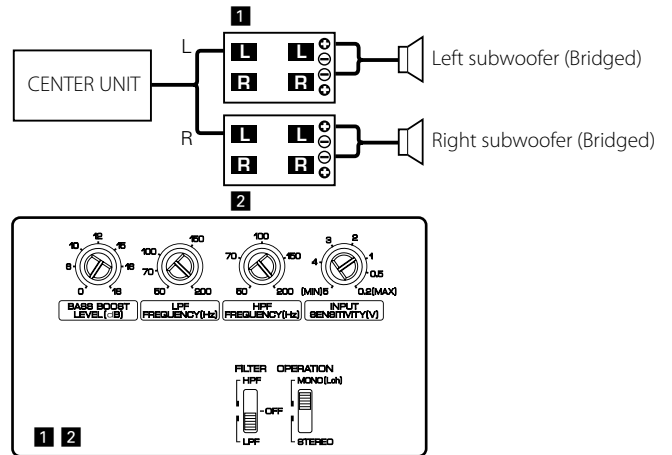 1
L
L L ⊕
⊖
CENTER UNIT
R R ⊖
⊕
Left subwoofer (Bridged)
R
L L ⊕
⊖
R R ⊖
⊕
Right subwoofer (Bridged)
2
0 6 10 12 15 18 18
BASS BOOST
LEVEL(dB)
50 70 100 150 200
LPF
FREQUENCY(Hz)
50 70 100 150 200
HPF
FREQUENCY(Hz)
(MIN)5 4 3 2 1 0.5 0.2(MAX)
INPUT
SENSITIVITY(V)
FILTER OPERATION
HPF MONO(Lch)
OFF
LPF STEREO
1 2